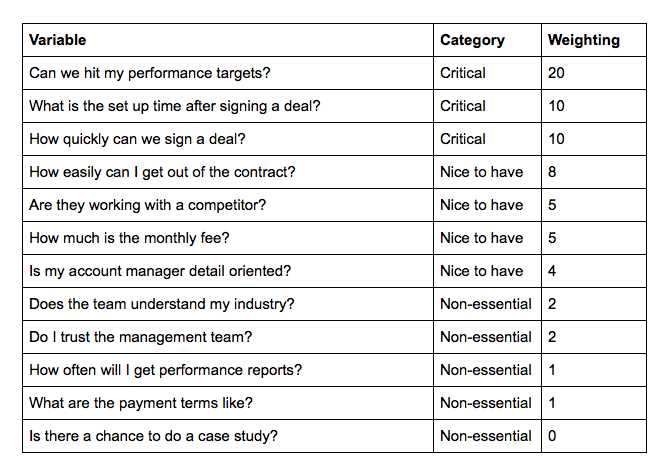 Variable Category Weighting
Can we hit my performance targets? Critical 20
What is the set up time after signing a deal? Critical 10
How quickly can we sign a deal? Critical 10
How easily can I get out of the contract? Nice to have 8
Are they working with a competitor? Nice to have 5
How much is the monthly fee? Nice to have 5
Is my account manager detail oriented? Nice to have 4
Does the team understand my industry? Non-essential 2
Do I trust the management team? Non-essential 2
How often will I get performance reports? Non-essential 1
What are the payment terms like? Non-essential 1
Is there a chance to do a case study? Non-essential 0